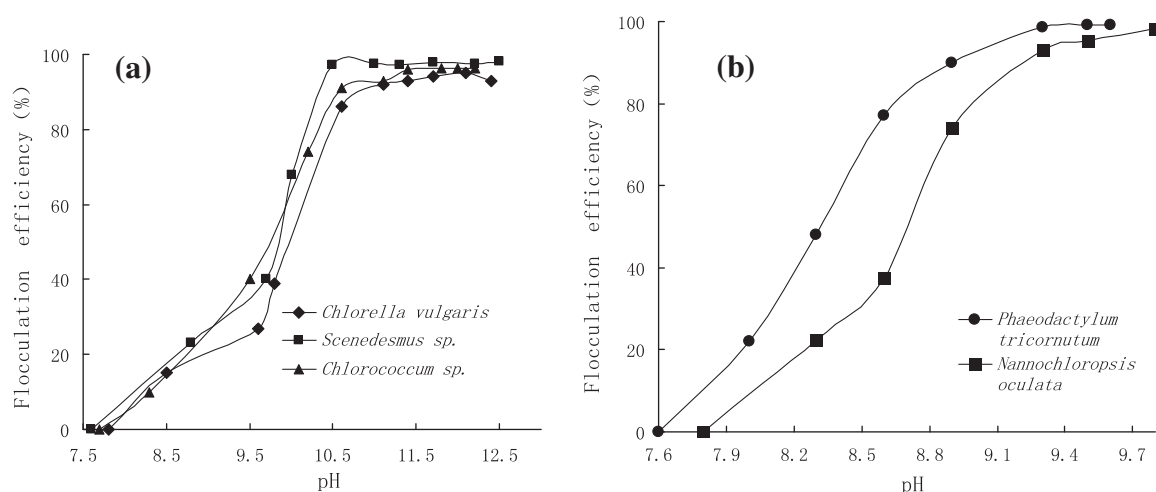 (a)
Flocculation efficiency (%)
100
80
60
40
20
0
7.5 8.5 9.5 10.5 11.5 12.5
pH
Chlorella vulgaris
Scenedesmus sp.
Chlorococcum sp.
(b)
Flocculation efficiency (%)
100
80
60
40
20
0
7.6 7.9 8.2 8.5 8.8 9.1 9.4 9.7
pH
Phaeodactylum
tricornutum
Nannochloropsis
oculata